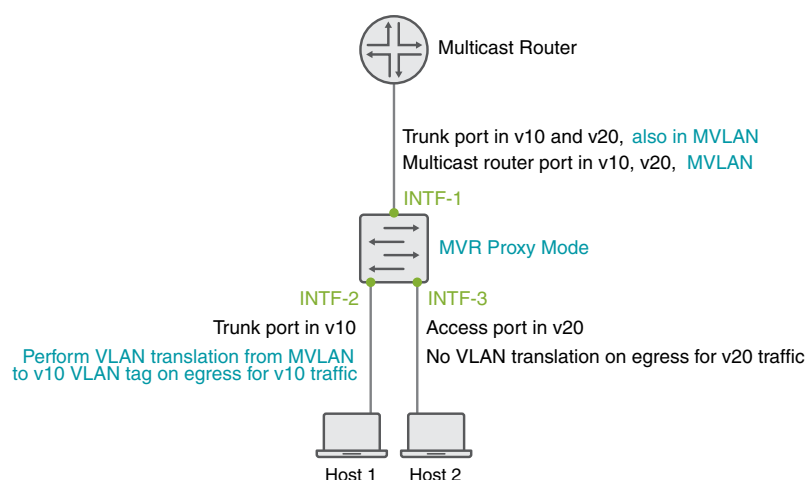 Multicast Router
Trunk port in v10 and v20, also in MVLAN
Multicast router port in v10, v20, MVLAN
INTF-1
MVR Proxy Mode
INTF-2
INTF-3
Trunk port in v10
Access port in v20
Perform VLAN translation from MVLAN
to v10 VLAN tag on egress for v10 traffic
No VLAN translation on egress for v20 traffic
Host 1
Host 2